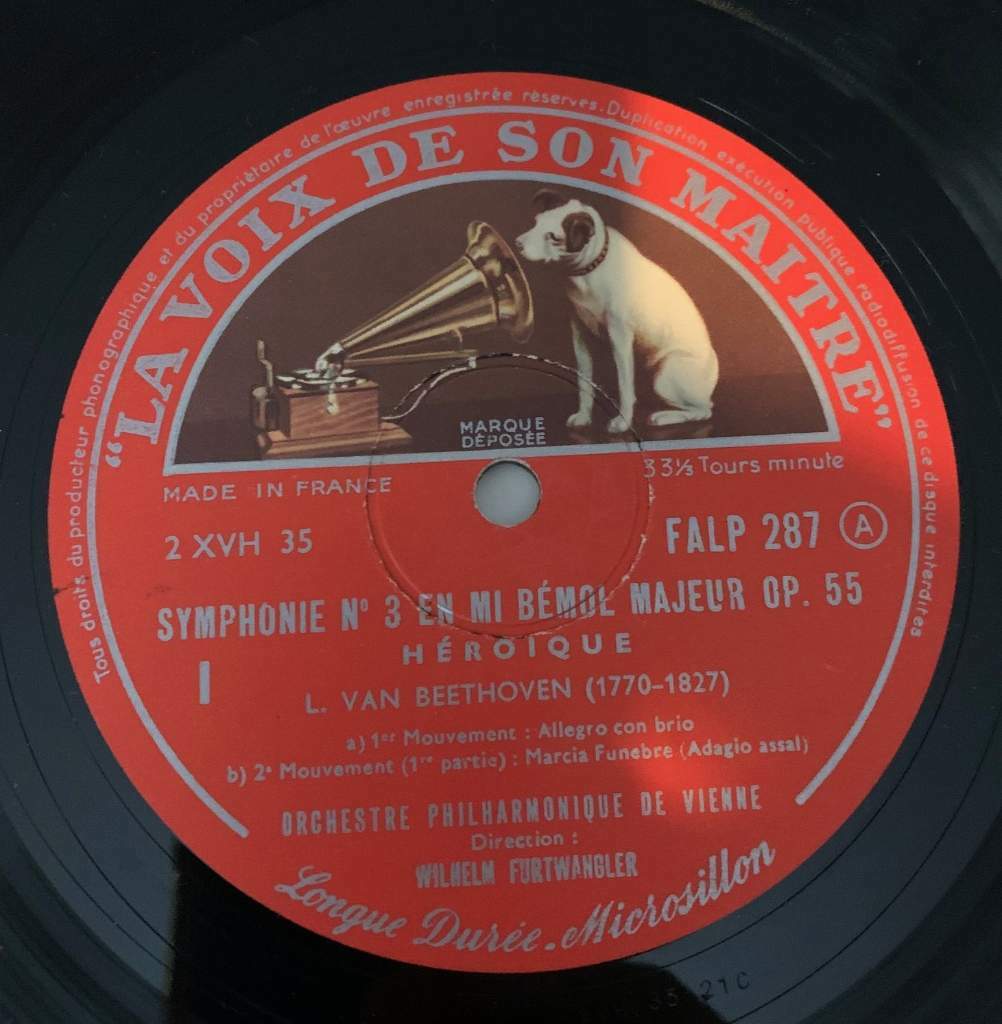 Tous droits du producteur phonographique et du propriétaire de l'œuvre enregistrée réservés. Duplication exécution publique radiodiffusion de ce disque interdites
“LA VOIX DE SON MAITRE”
MARQUE
DÉPOSÉE
MADE IN FRANCE
33⅓ Tours minute
2 XVH 35
FALP 287 Ⓐ
SYMPHONIE Nº 3 EN MI BÉMOL MAJEUR OP. 55
HÉROÏQUE
I
L. VAN BEETHOVEN (1770-1827)
a) 1er Mouvement : Allegro con brio
b) 2e Mouvement (1re partie) : Marcia Funebre (Adagio assai)
ORCHESTRE PHILHARMONIQUE DE VIENNE
Direction :
WILHELM FURTWANGLER
Longue Durée - Microsillon
35 21C